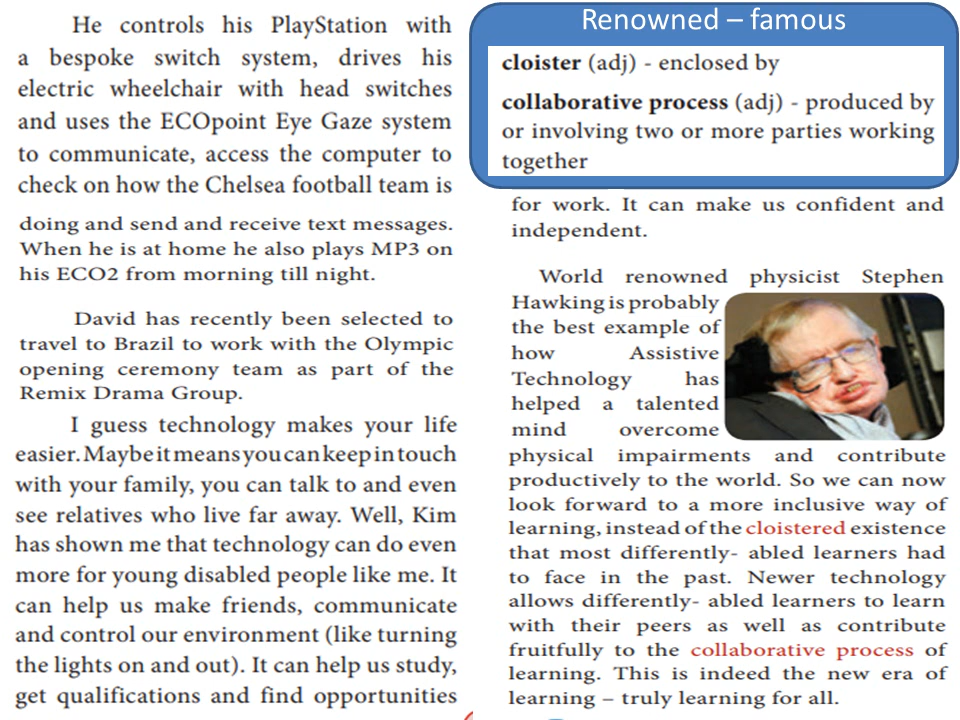 He controls his PlayStation with
a bespoke switch system, drives his
electric wheelchair with head switches
and uses the ECOpoint Eye Gaze system
to communicate, access the computer to
check on how the Chelsea football team is
doing and send and receive text messages.
When he is at home he also plays MP3 on
his ECO2 from morning till night.
David has recently been selected to
travel to Brazil to work with the Olympic
opening ceremony team as part of the
Remix Drama Group.
I guess technology makes your life
easier. Maybe it means you can keep in touch
with your family, you can talk to and even
see relatives who live far away. Well, Kim
has shown me that technology can do even
more for young disabled people like me. It
can help us make friends, communicate
and control our environment (like turning
the lights on and out). It can help us study,
get qualifications and find opportunities
Renowned – famous
cloister (adj) - enclosed by
collaborative process (adj) - produced by
or involving two or more parties working
together
for work. It can make us confident and
independent.
World renowned physicist Stephen
Hawking is probably
the best example of
how Assistive
Technology has
helped a talented
mind overcome
physical impairments and contribute
productively to the world. So we can now
look forward to a more inclusive way of
learning, instead of the cloistered existence
that most differently- abled learners had
to face in the past. Newer technology
allows differently- abled learners to learn
with their peers as well as contribute
fruitfully to the collaborative process of
learning. This is indeed the new era of
learning – truly learning for all.